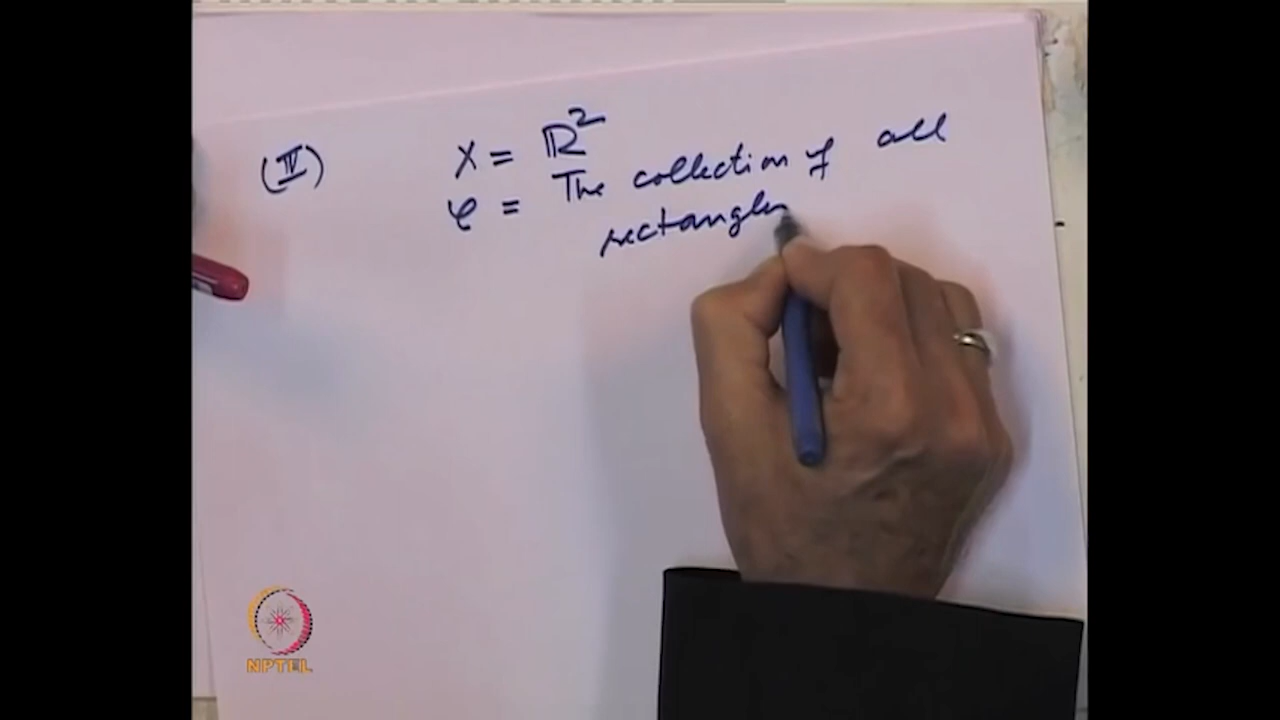 (II) X = ℝ²
𝒞 = The collection of all
rectangles
NPTEL